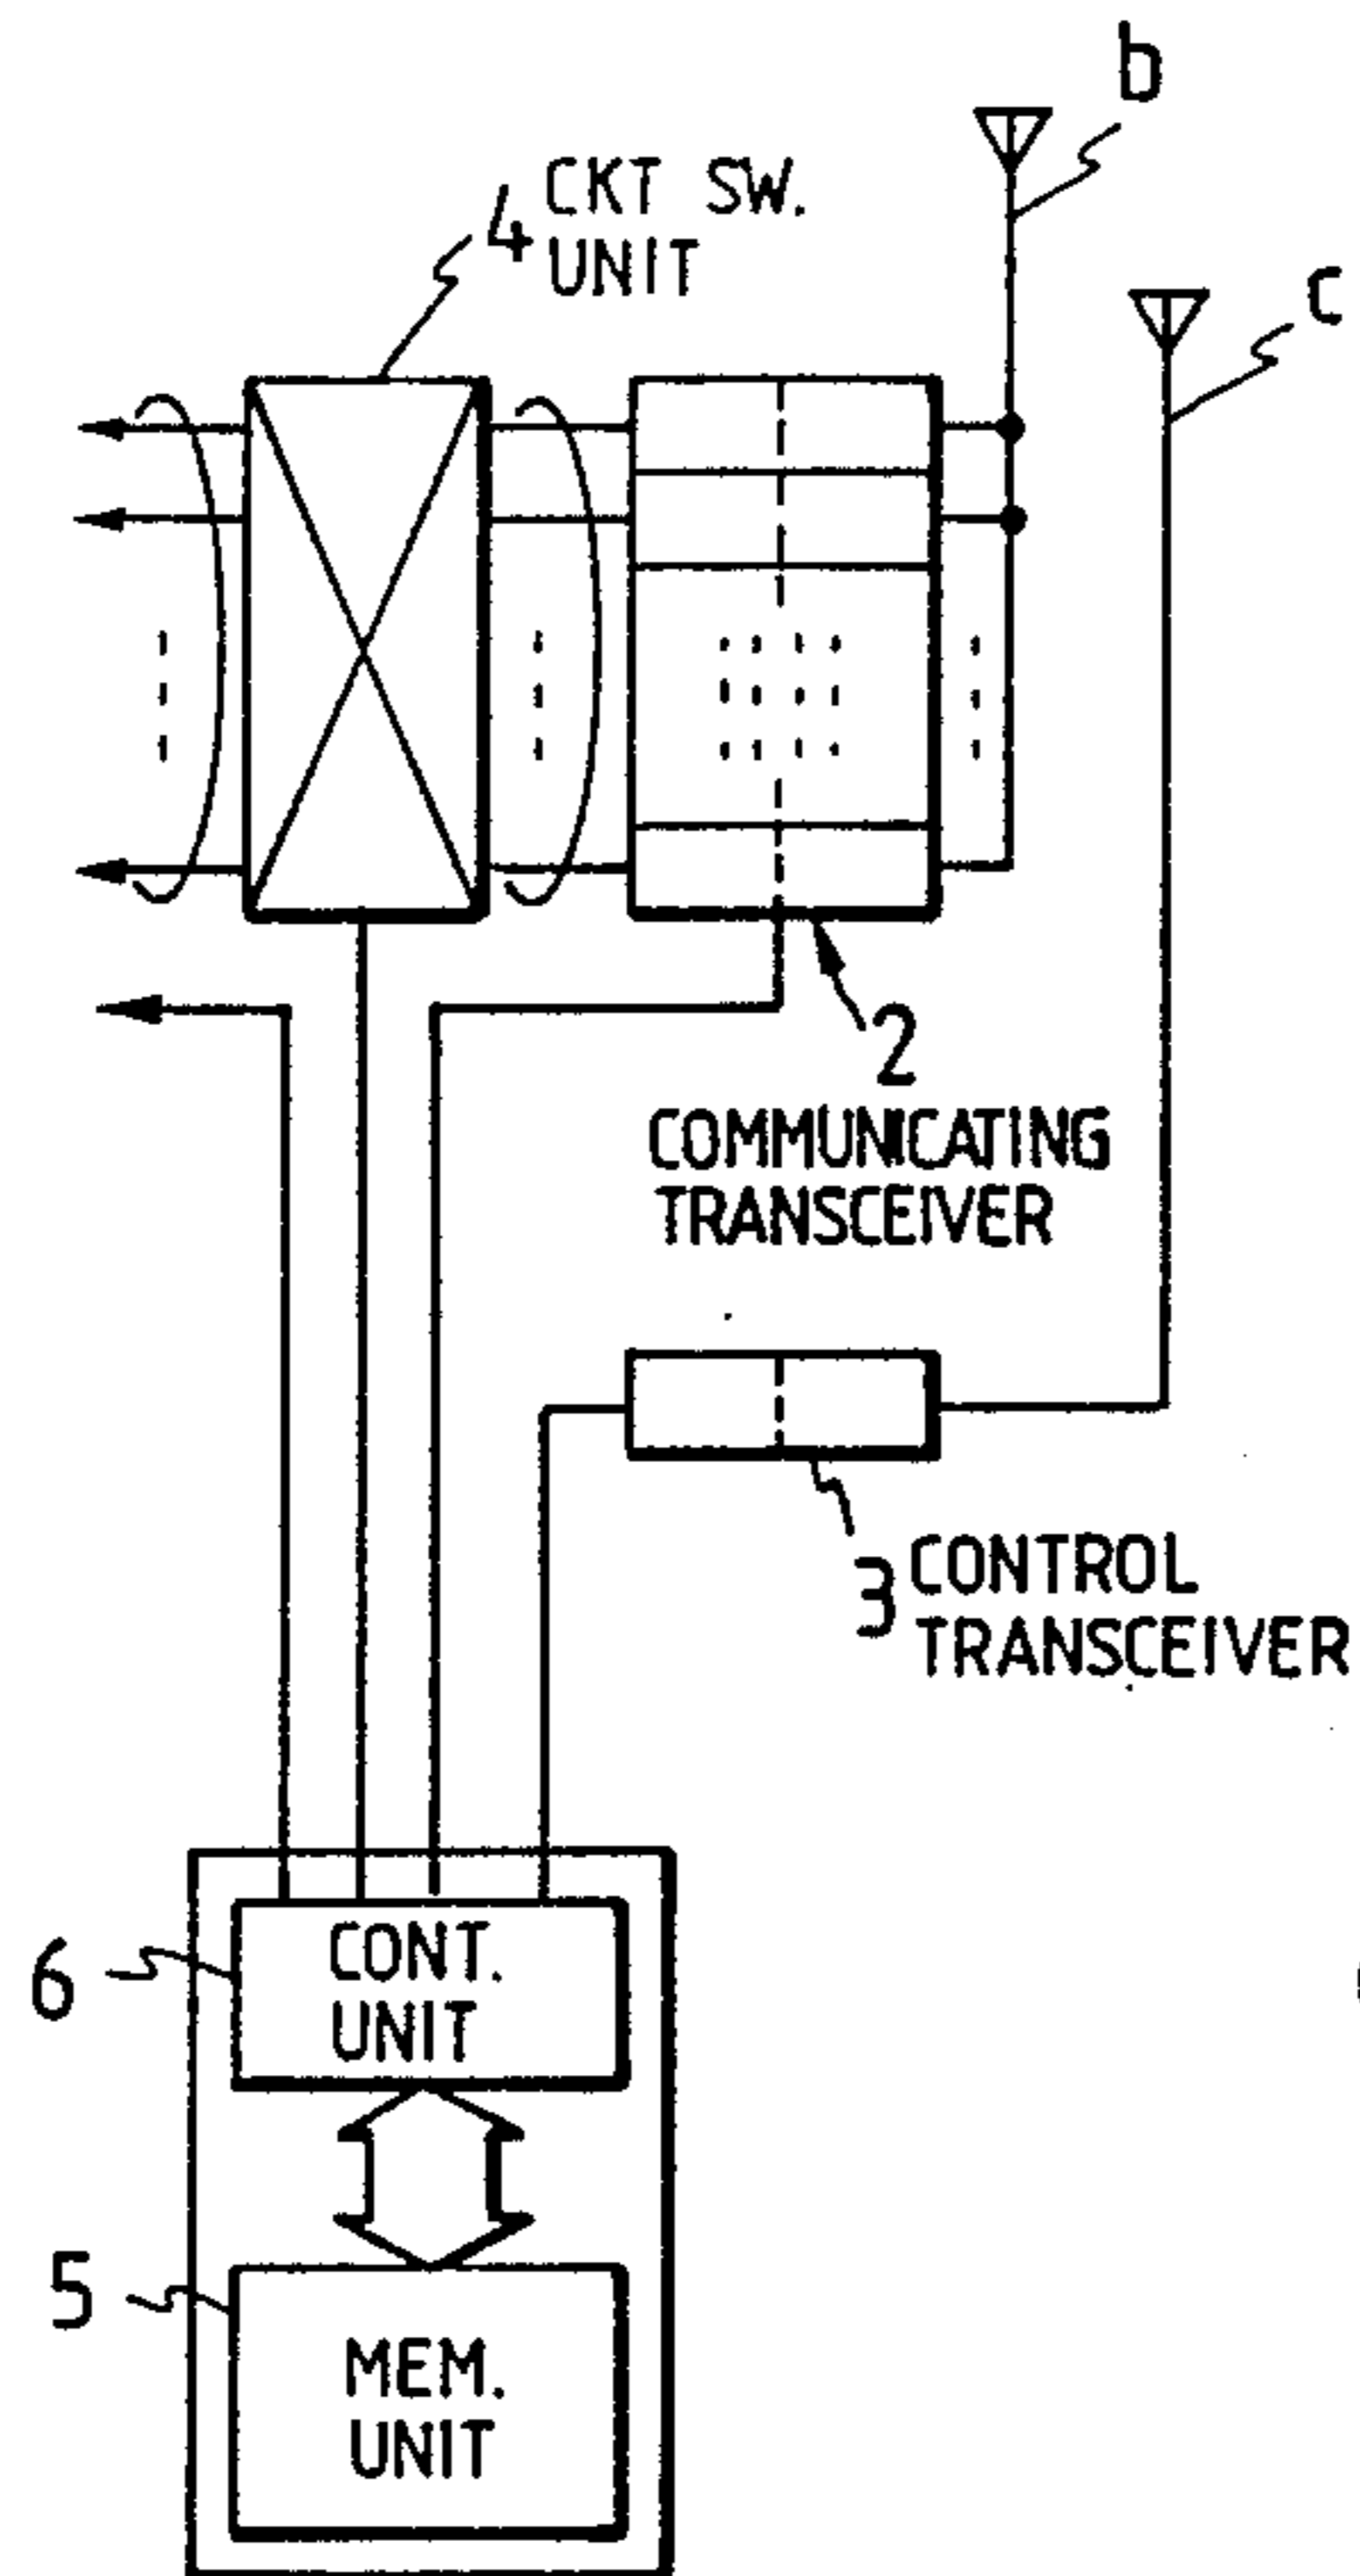 b
c
4 CKT SW.
UNIT
2
COMMUNICATING
TRANSCEIVER
3 CONTROL
TRANSCEIVER
6
CONT.
UNIT
5
MEM.
UNIT